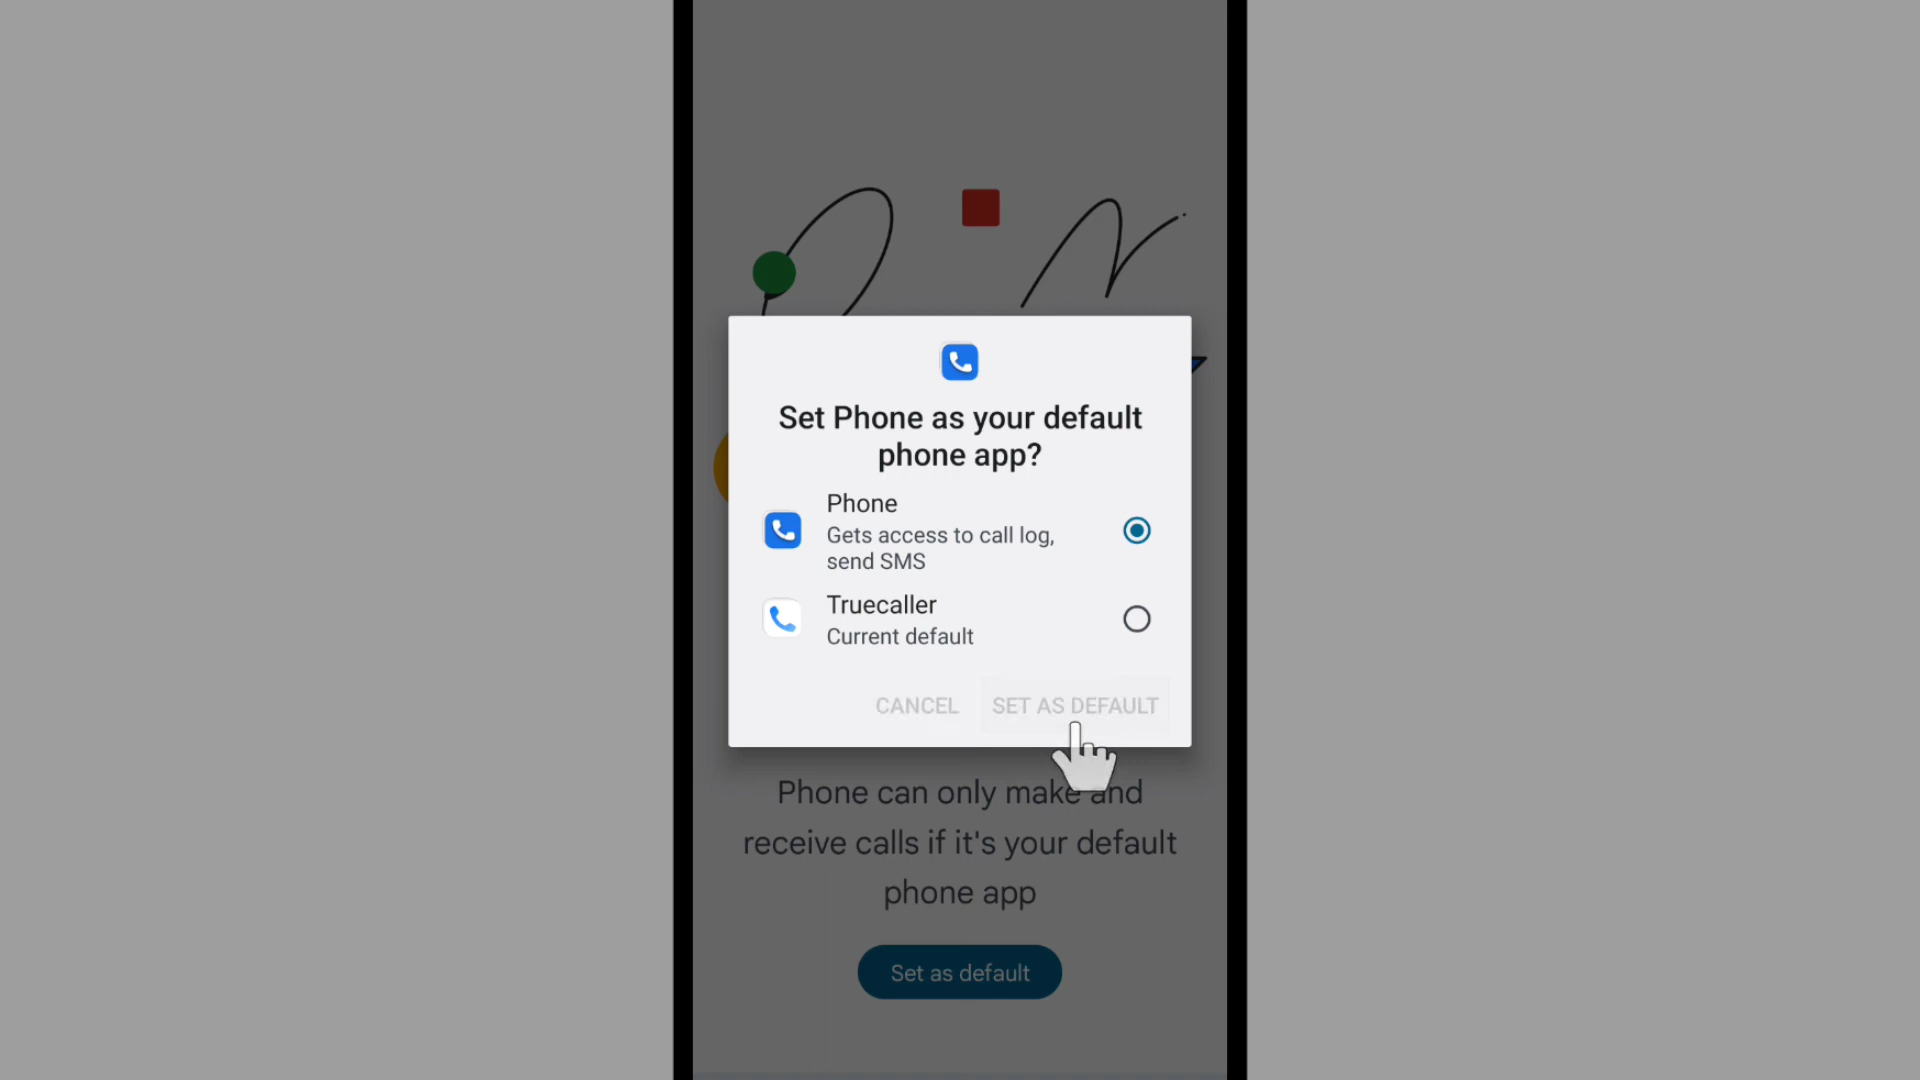 Set Phone as your default
phone app?
Phone
Gets access to call log,
send SMS
Truecaller
Current default
CANCEL SET AS DEFAULT
Phone can only make and
receive calls if it's your default
phone app
Set as default